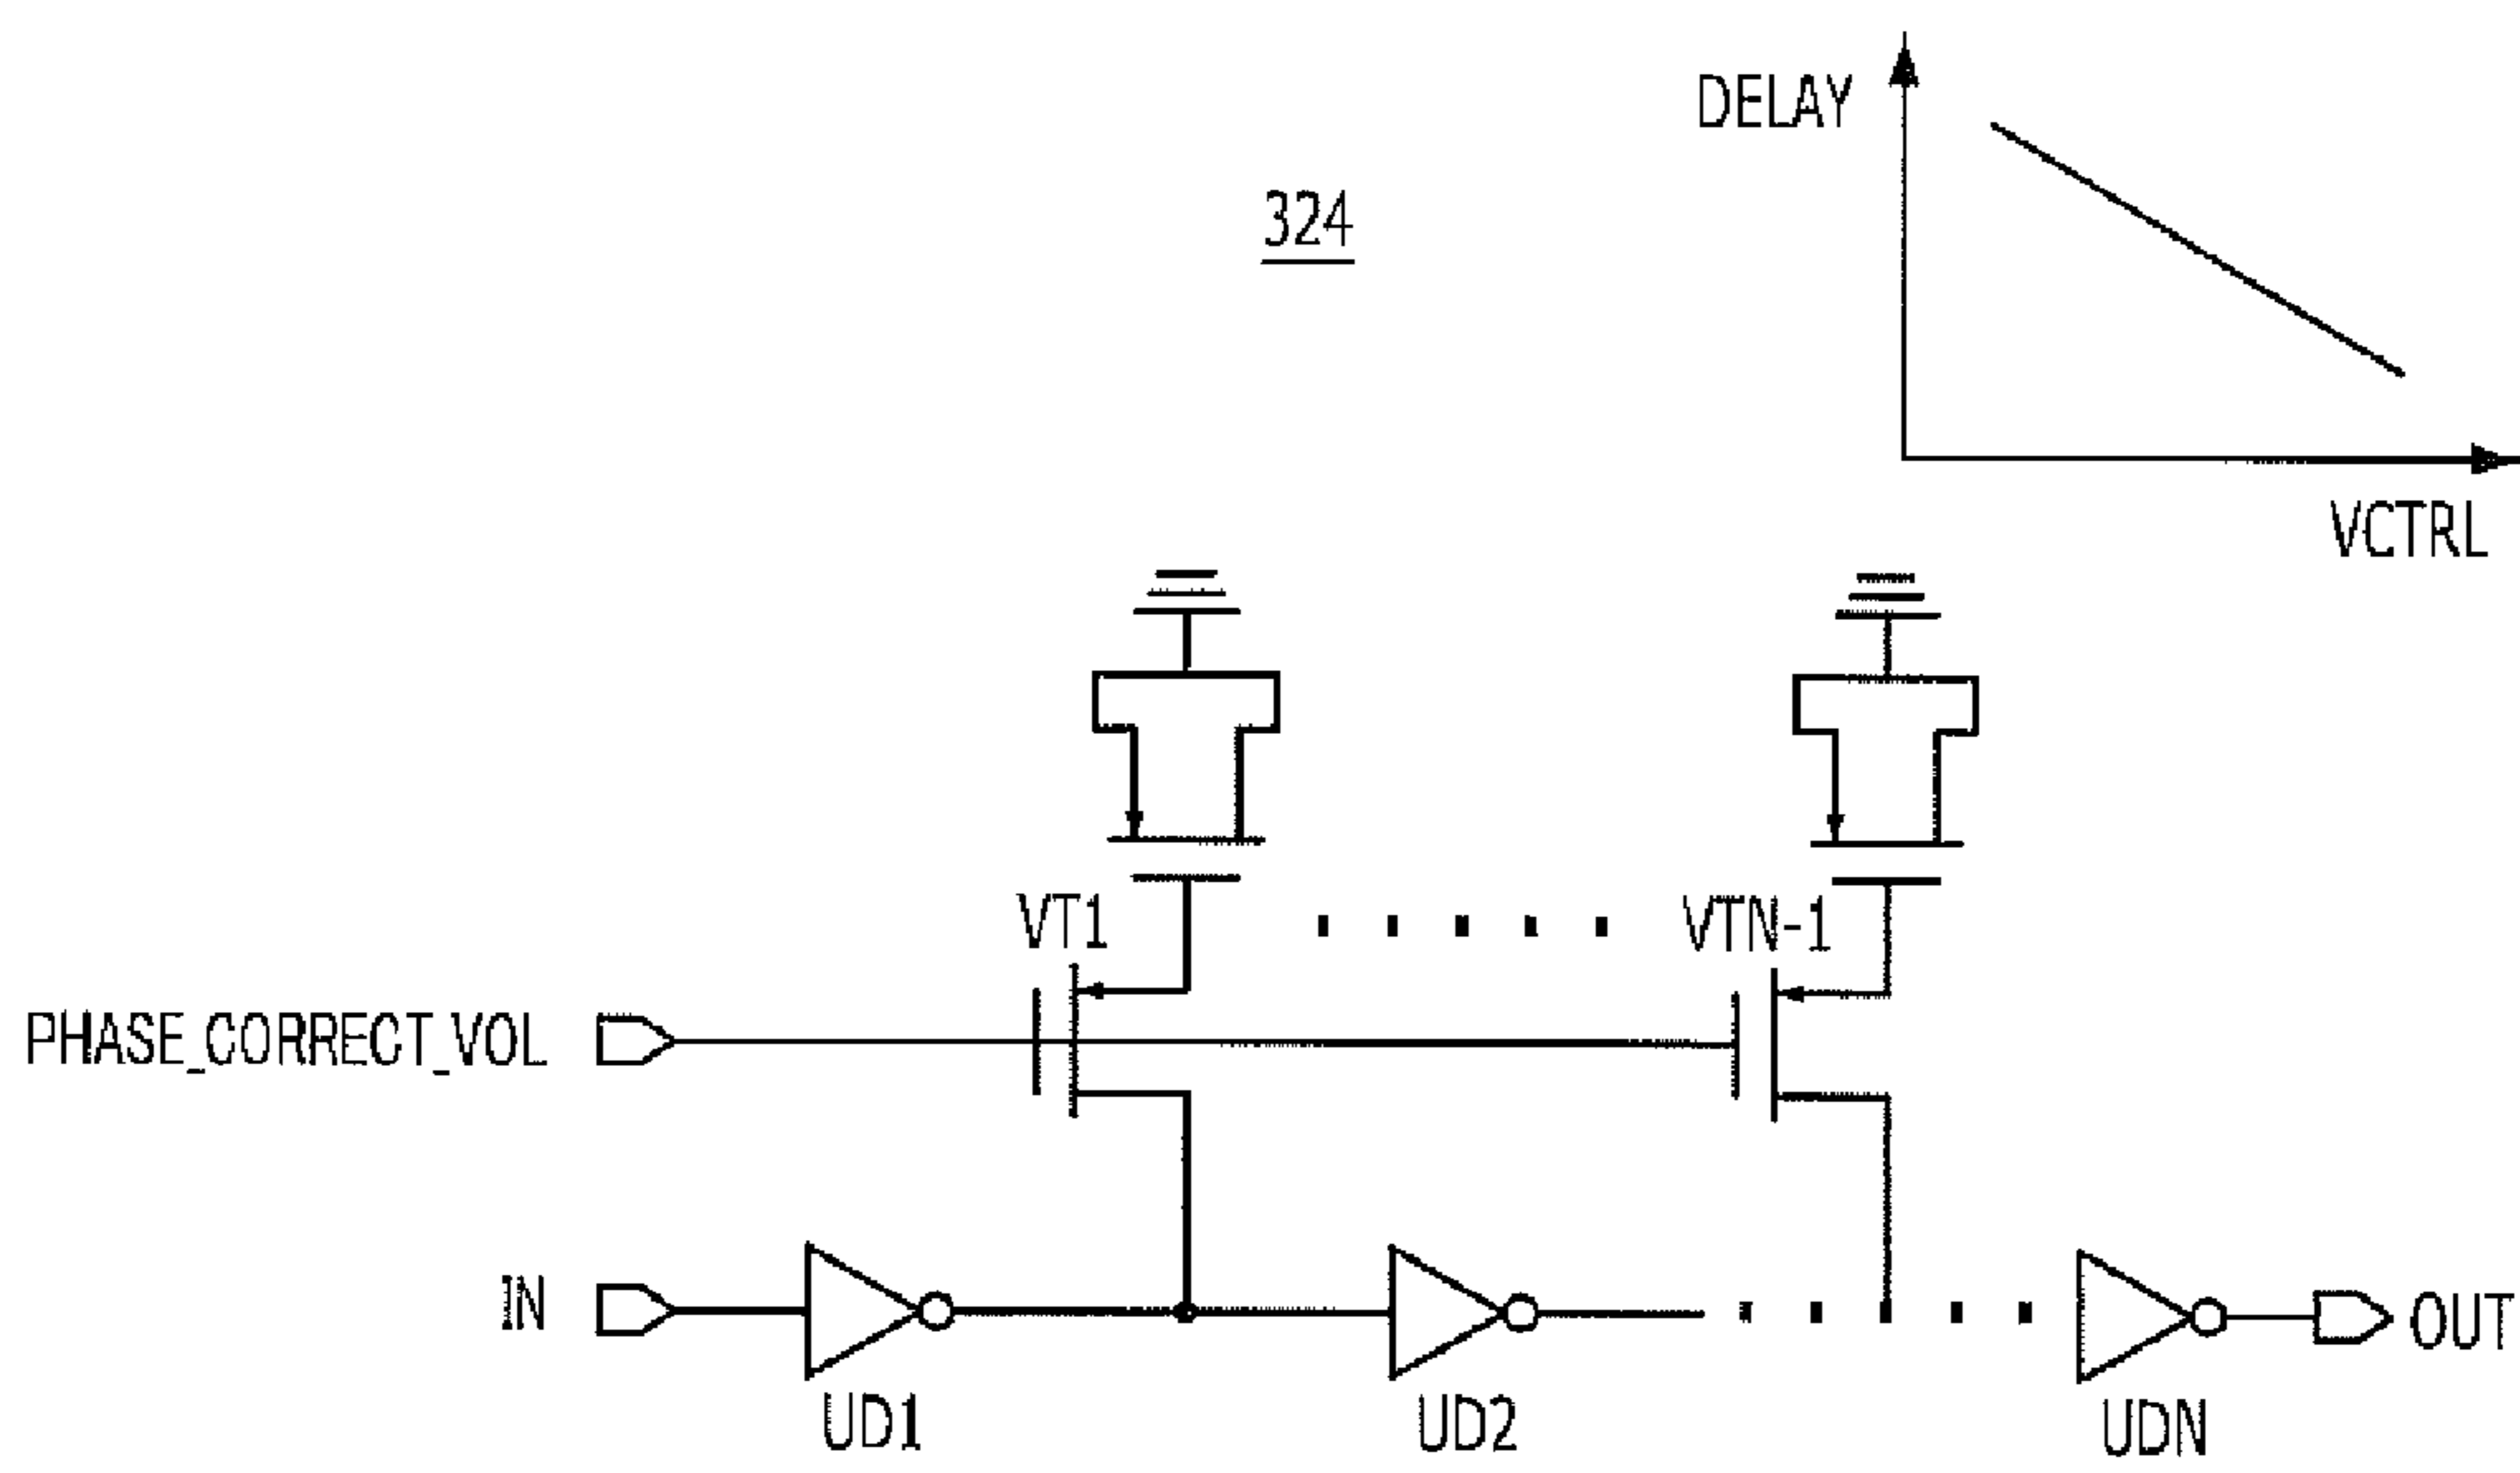 DELAY
324
VCTRL
VT1
VTN-1
PHASE_CORRECT_VOL
IN
OUT
UD1
UD2
UDN